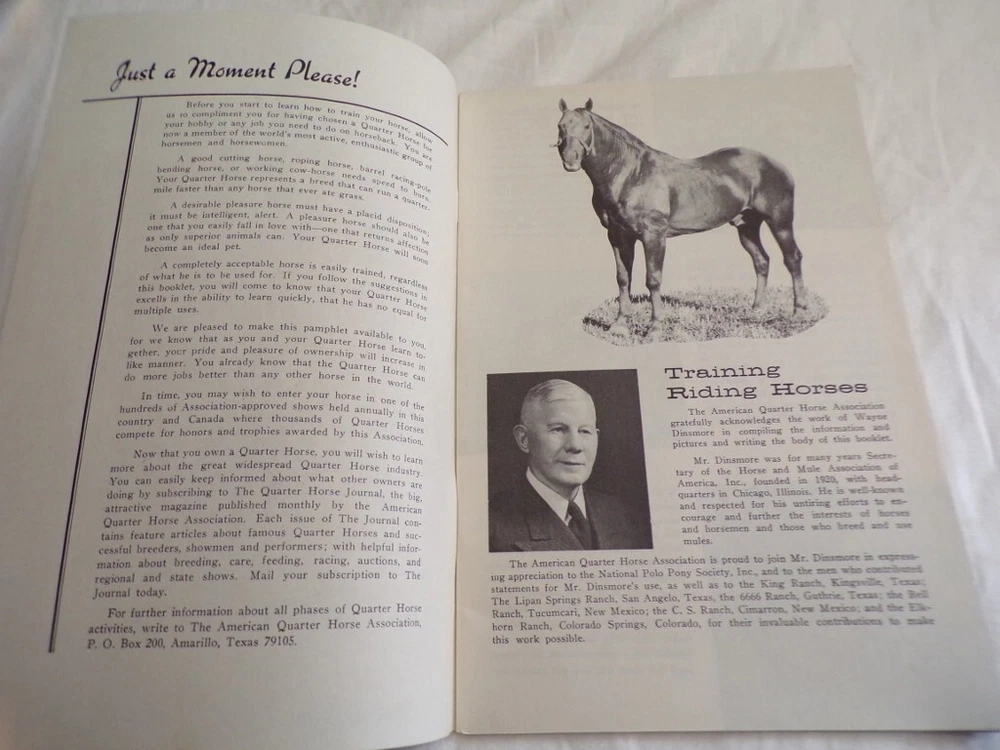 Just a Moment Please!
Before you start to learn how to train your horse, allow
us to compliment you for having chosen a Quarter Horse for
your hobby or any job you need to do on horseback. You are
now a member of the world's most active, enthusiastic group of
horsemen and horsewomen.
A good cutting horse, roping horse, barrel racing-pole
bending horse, or working cow-horse needs speed to burn.
Your Quarter Horse represents a breed that can run a quarter-
mile faster than any horse that ever ate grass.
A desirable pleasure horse must have a placid disposition;
it must be intelligent, alert. A pleasure horse should also be
one that you easily fall in love with—one that returns affection
as only superior animals can. Your Quarter Horse will soon
become an ideal pet.
A completely acceptable horse is easily trained, regardless
of what he is to be used for. If you follow the suggestions in
this booklet, you will come to know that your Quarter Horse
excells in the ability to learn quickly, that he has no equal for
multiple uses.
We are pleased to make this pamphlet available to you,
for we know that as you and your Quarter Horse learn to-
gether, your pride and pleasure of ownership will increase in
like manner. You already know that the Quarter Horse can
do more jobs better than any other horse in the world.
In time, you may wish to enter your horse in one of the
hundreds of Association-approved shows held annually in this
country and Canada where thousands of Quarter Horses
compete for honors and trophies awarded by this Association.
Now that you own a Quarter Horse, you will wish to learn
more about the great widespread Quarter Horse industry.
You can easily keep informed about what other owners are
doing by subscribing to The Quarter Horse Journal, the big,
attractive magazine published monthly by the American
Quarter Horse Association. Each issue of The Journal con-
tains feature articles about famous Quarter Horses and suc-
cessful breeders, showmen and performers; with helpful infor-
mation about breeding, care, feeding, racing, auctions, and
regional and state shows. Mail your subscription to The
Journal today.
For further information about all phases of Quarter Horse
activities, write to The American Quarter Horse Association,
P. O. Box 200, Amarillo, Texas 79105.
Training
Riding Horses
The American Quarter Horse Association
gratefully acknowledges the work of Wayne
Dinsmore in compiling the information and
pictures and writing the body of this booklet.
Mr. Dinsmore was for many years Secre-
tary of the Horse and Mule Association of
America, Inc., founded in 1920, with head-
quarters in Chicago, Illinois. He is well-known
and respected for his untiring efforts to en-
courage and further the interests of horses
and horsemen and those who breed and use
mules.
The American Quarter Horse Association is proud to join Mr. Dinsmore in express-
ing appreciation to the National Polo Pony Society, Inc., and to the men who contributed
statements for Mr. Dinsmore's use, as well as to the King Ranch, Kingsville, Texas;
The Lipan Springs Ranch, San Angelo, Texas, the 6666 Ranch, Guthrie, Texas; the Bell
Ranch, Tucumcari, New Mexico; the C. S. Ranch, Cimarron, New Mexico; and the Elk-
horn Ranch, Colorado Springs, Colorado, for their invaluable contributions to make
this work possible.